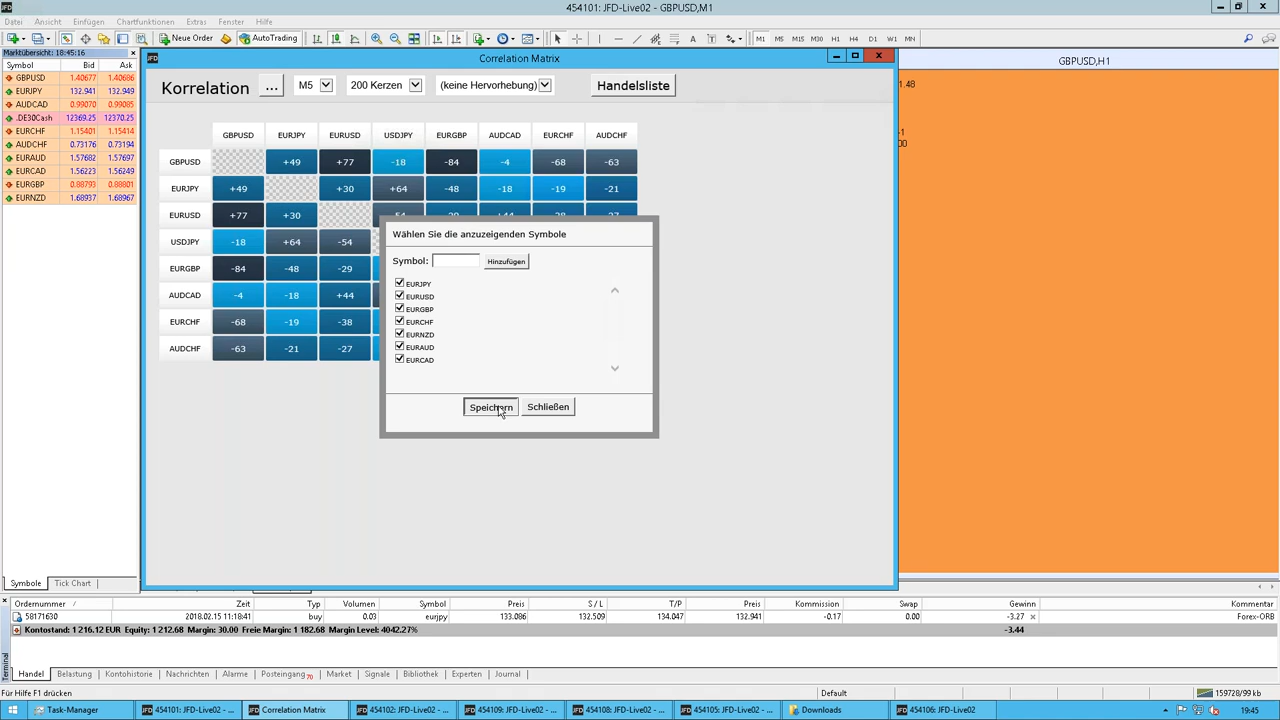 JFD
454101: JFD-Live02 - GBPUSD,M1
Datei Ansicht Einfügen Chartfunktionen Extras Fenster Hilfe
Neue Order AutoTrading M1 M5 M15 M30 H1 H4 D1 W1 MN
Marktübersicht: 18:45:16
Symbol Bid Ask
GBPUSD 1.40677 1.40686
EURJPY 132.941 132.949
AUDCAD 0.99070 0.99085
.DE30Cash 12369.25 12370.25
EURCHF 1.15401 1.15414
AUDCHF 0.73176 0.73194
EURAUD 1.57682 1.57697
EURCAD 1.56223 1.56249
EURGBP 0.88793 0.88801
EURNZD 1.68937 1.68967
Symbole Tick Chart
JFD Correlation Matrix
Korrelation ... M5 200 Kerzen (keine Hervorhebung) Handelsliste
GBPUSD EURJPY EURUSD USDJPY EURGBP AUDCAD EURCHF AUDCHF
GBPUSD +49 +77 -18 -84 -4 -68 -63
EURJPY +49 +30 +64 -48 -18 -19 -21
EURUSD +77 +30
USDJPY -18 +64 -54
EURGBP -84 -48 -29
AUDCAD -4 -18 +44
EURCHF -68 -19 -38
AUDCHF -63 -21 -27
Wählen Sie die anzuzeigenden Symbole
Symbol: Hinzufügen
EURJPY
EURUSD
EURGBP
EURCHF
EURNZD
EURAUD
EURCAD
Speichern Schließen
GBPUSD,H1
Ordernummer / Zeit Typ Volumen Symbol Preis S / L T/P Preis Kommission Swap Gewinn Kommentar
58171630 2018.02.15 11:18:41 buy 0.03 eurjpy 133.086 132.509 134.047 132.941 -0.17 0.00 -3.27 Forex-ORB
Kontostand: 1 216.12 EUR Equity: 1 212.68 Margin: 30.00 Freie Margin: 1 182.68 Margin Level: 4042.27% -3.44
Terminal
Handel Belastung Kontohistorie Nachrichten Alarme Posteingang 70 Market Signale Bibliothek Experten Journal
Für Hilfe F1 drücken Default 159728/99 kb
Task-Manager 454101: JFD-Live02 - ... Correlation Matrix 454102: JFD-Live02 - ... 454109: JFD-Live02 - ... 454108: JFD-Live02 - ... 454105: JFD-Live02 - ... Downloads 454106: JFD-Live02 19:45